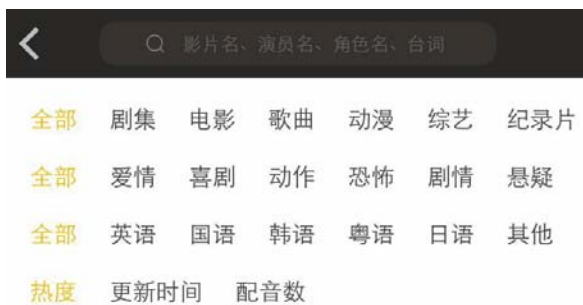 影片名、演员名、角色名、台词
全部 剧集 电影 歌曲 动漫 综艺 纪录片
全部 爱情 喜剧 动作 恐怖 剧情 悬疑
全部 英语 国语 韩语 粤语 日语 其他
热度 更新时间 配音数